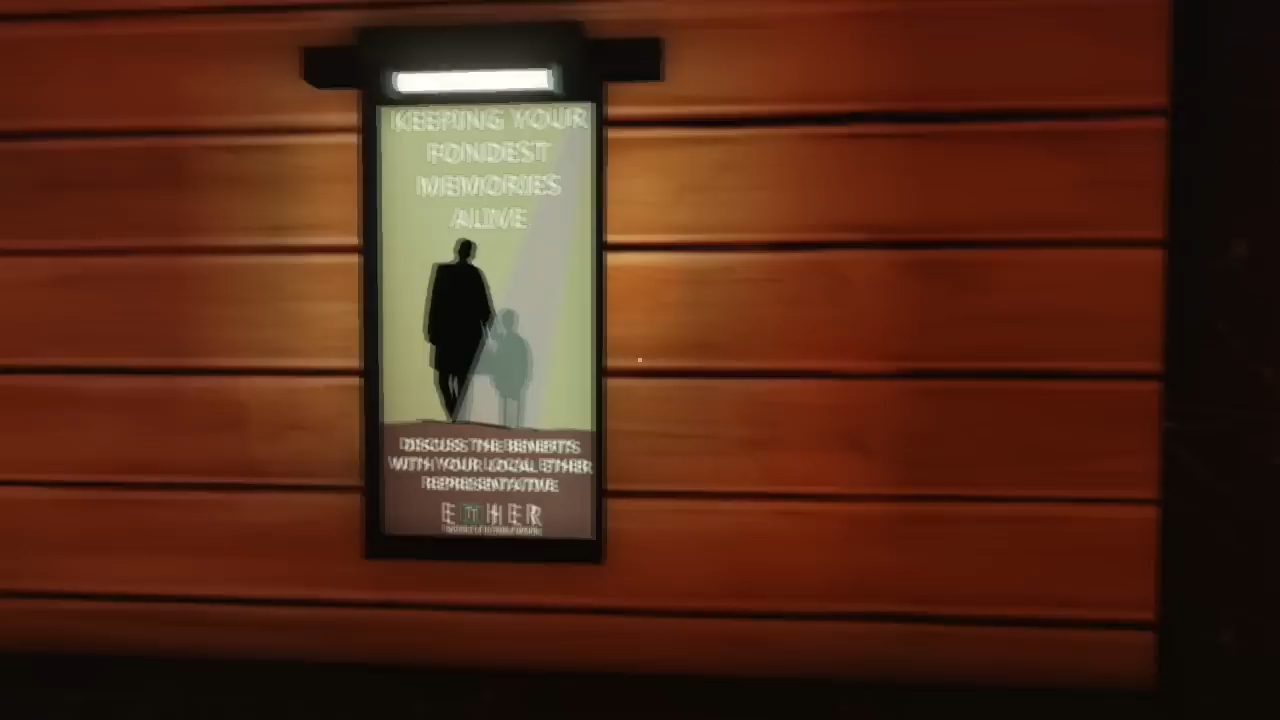 KEEPING YOUR
FONDEST
MEMORIES
ALIVE
DISCUSS THE BENEFITS
WITH YOUR LOCAL ETHER
REPRESENTATIVE
ETHER